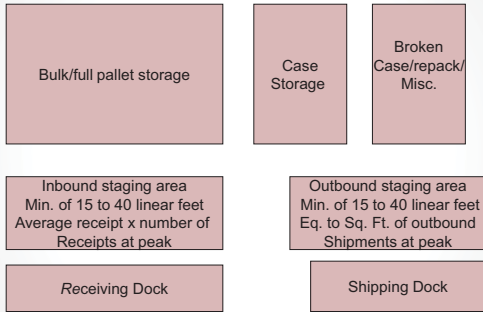 Bulk/full pallet storage
Case
Storage
Broken
Case/repack/
Misc.
Inbound staging area
Min. of 15 to 40 linear feet
Average receipt x number of
Receipts at peak
Outbound staging area
Min. of 15 to 40 linear feet
Eq. to Sq. Ft. of outbound
Shipments at peak
Receiving Dock
Shipping Dock